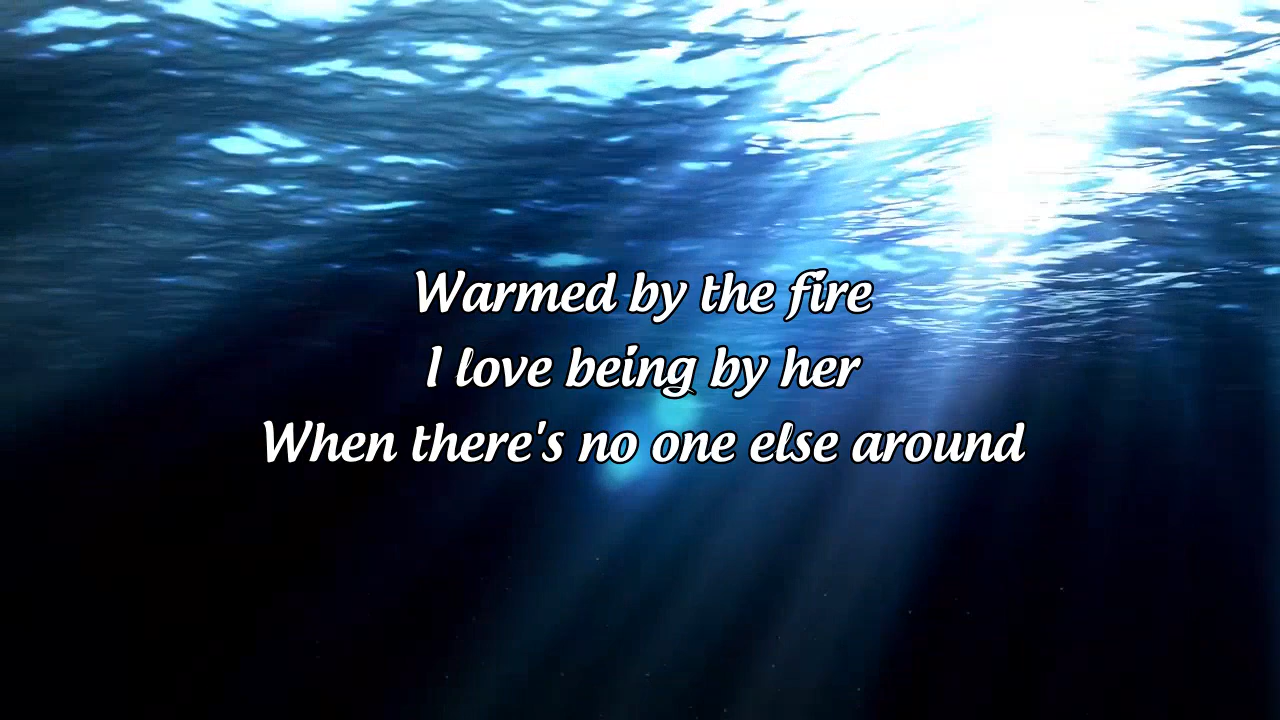 Warmed by the fire
I love being by her
When there's no one else around